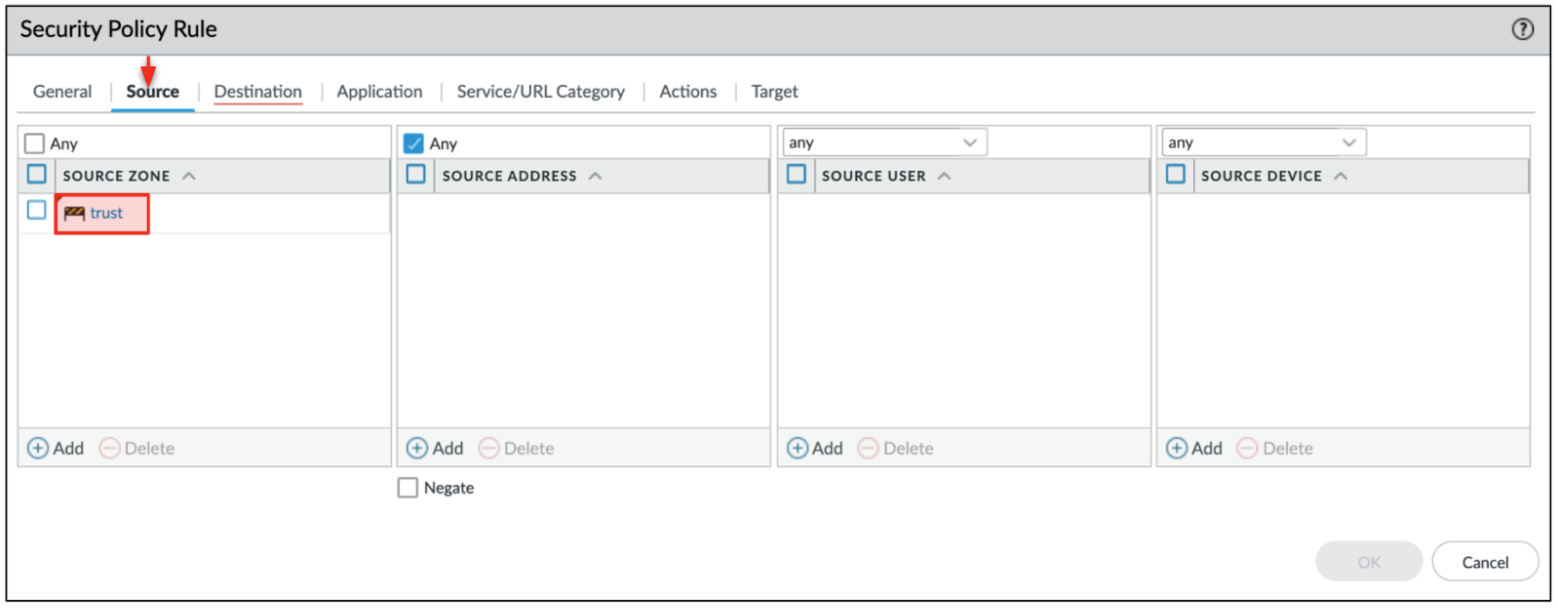 Security Policy Rule
General Source Destination Application Service/URL Category Actions Target
Any Any any any
SOURCE ZONE SOURCE ADDRESS SOURCE USER SOURCE DEVICE
trust
Add Delete Add Delete Add Delete Add Delete
Negate
OK Cancel